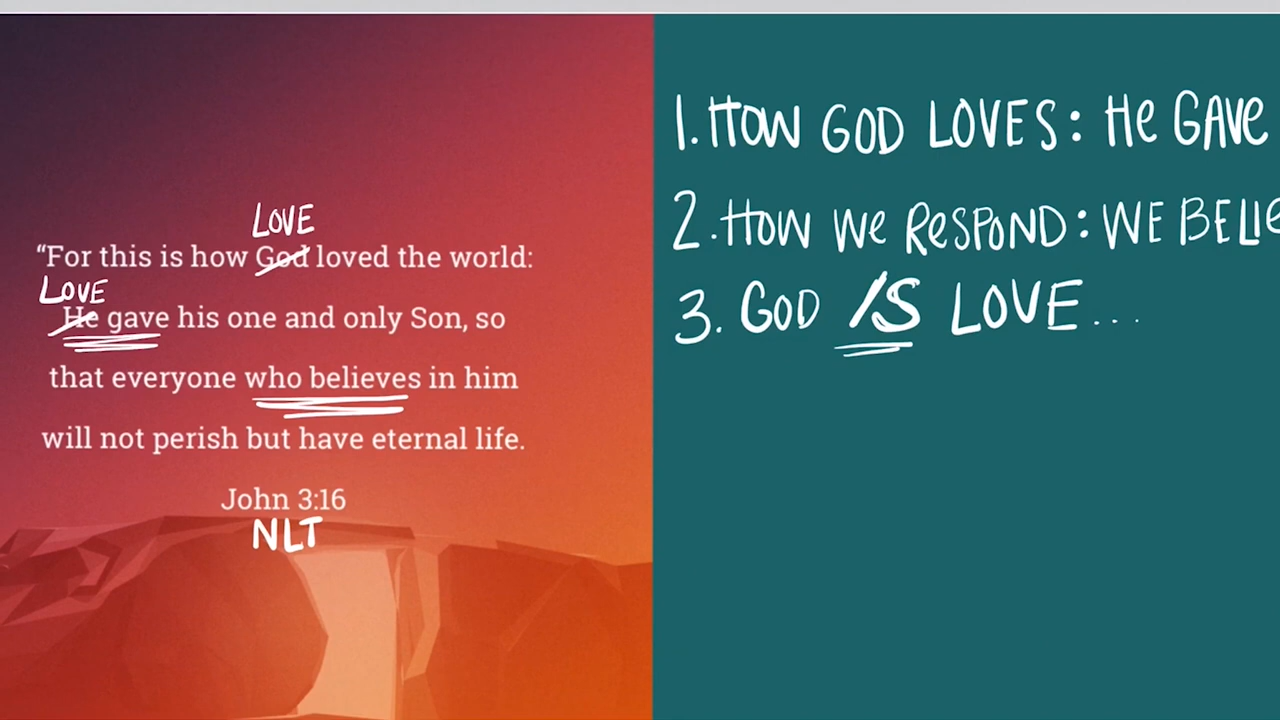 LOVE
“For this is how God loved the world:
LOVE
He gave his one and only Son, so
that everyone who believes in him
will not perish but have eternal life.
John 3:16
NLT
1. HOW GOD LOVES: He GAVe
2. HOW We ReSPOND: WE BELIE
3. GOD IS LOVE...